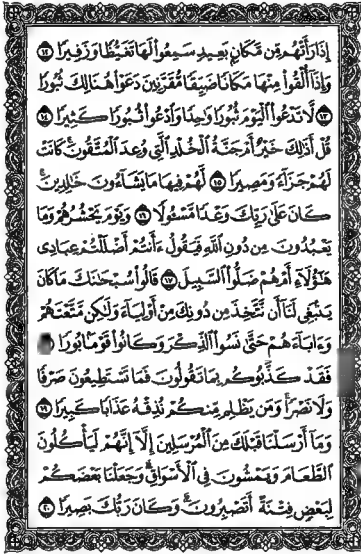 إِذَا رَأَتْهُم مِّن مَّكَانٍ بَعِيدٍ سَمِعُوا۟ لَهَا تَغَيُّظًا وَزَفِيرًا ١٢
وَإِذَآ أُلْقُوا۟ مِنْهَا مَكَانًا ضَيِّقًا مُّقَرَّنِينَ دَعَوْا۟ هُنَالِكَ ثُبُورًا
١٣ لَّا تَدْعُوا۟ ٱلْيَوْمَ ثُبُورًا وَٰحِدًا وَٱدْعُوا۟ ثُبُورًا كَثِيرًا ١٤
قُلْ أَذَٰلِكَ خَيْرٌ أَمْ جَنَّةُ ٱلْخُلْدِ ٱلَّتِى وُعِدَ ٱلْمُتَّقُونَ ۚ كَانَتْ
لَهُمْ جَزَآءً وَمَصِيرًا ١٥ لَّهُمْ فِيهَا مَا يَشَآءُونَ خَٰلِدِينَ ۚ
كَانَ عَلَىٰ رَبِّكَ وَعْدًا مَّسْـُٔولًا ١٦ وَيَوْمَ يَحْشُرُهُمْ وَمَا
يَعْبُدُونَ مِن دُونِ ٱللَّهِ فَيَقُولُ ءَأَنتُمْ أَضْلَلْتُمْ عِبَادِى
هَٰٓؤُلَآءِ أَمْ هُمْ ضَلُّوا۟ ٱلسَّبِيلَ ١٧ قَالُوا۟ سُبْحَٰنَكَ مَا كَانَ
يَنۢبَغِى لَنَآ أَن نَّتَّخِذَ مِن دُونِكَ مِنْ أَوْلِيَآءَ وَلَٰكِن مَّتَّعْتَهُمْ
وَءَابَآءَهُمْ حَتَّىٰ نَسُوا۟ ٱلذِّكْرَ وَكَانُوا۟ قَوْمًۢا بُورًا
فَقَدْ كَذَّبُوكُم بِمَا تَقُولُونَ فَمَا تَسْتَطِيعُونَ صَرْفًا
وَلَا نَصْرًا ۚ وَمَن يَظْلِم مِّنكُمْ نُذِقْهُ عَذَابًا كَبِيرًا ١٩
وَمَآ أَرْسَلْنَا قَبْلَكَ مِنَ ٱلْمُرْسَلِينَ إِلَّآ إِنَّهُمْ لَيَأْكُلُونَ
ٱلطَّعَامَ وَيَمْشُونَ فِى ٱلْأَسْوَاقِ ۗ وَجَعَلْنَا بَعْضَكُمْ
لِبَعْضٍ فِتْنَةً أَتَصْبِرُونَ ۗ وَكَانَ رَبُّكَ بَصِيرًا ٢٠